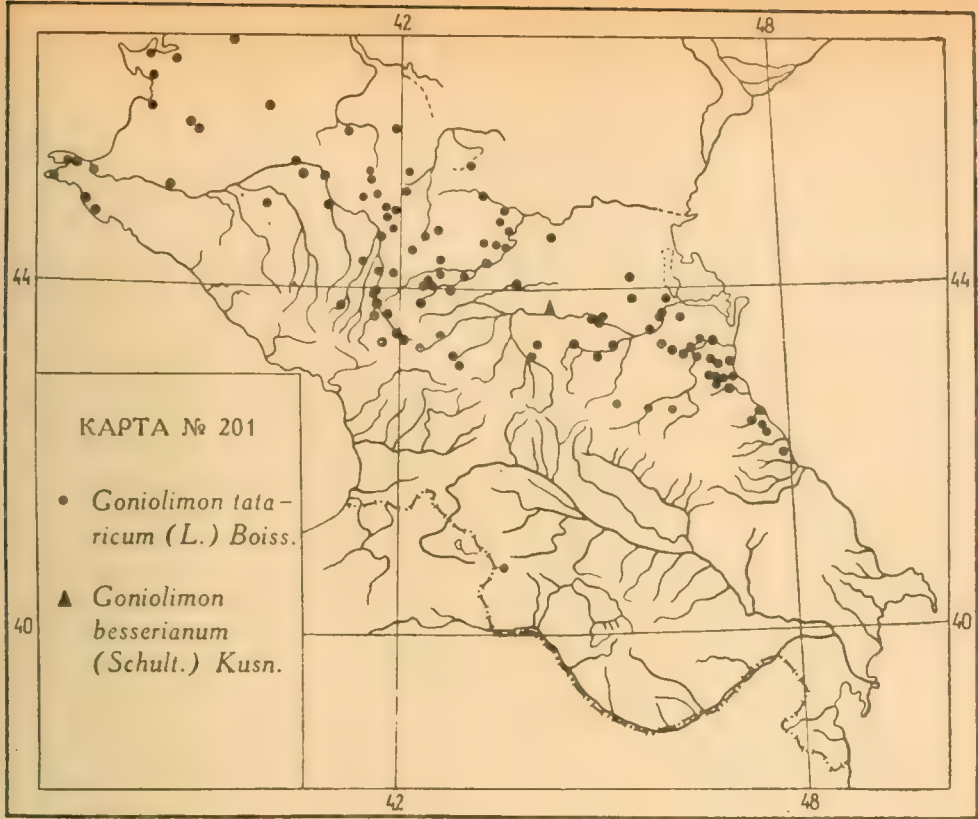 42 48
44 44
КАРТА № 201
Goniolimon tata-
ricum (L.) Boiss.
Goniolimon
besserianum
(Schult.) Kusn.
40 40
42 48